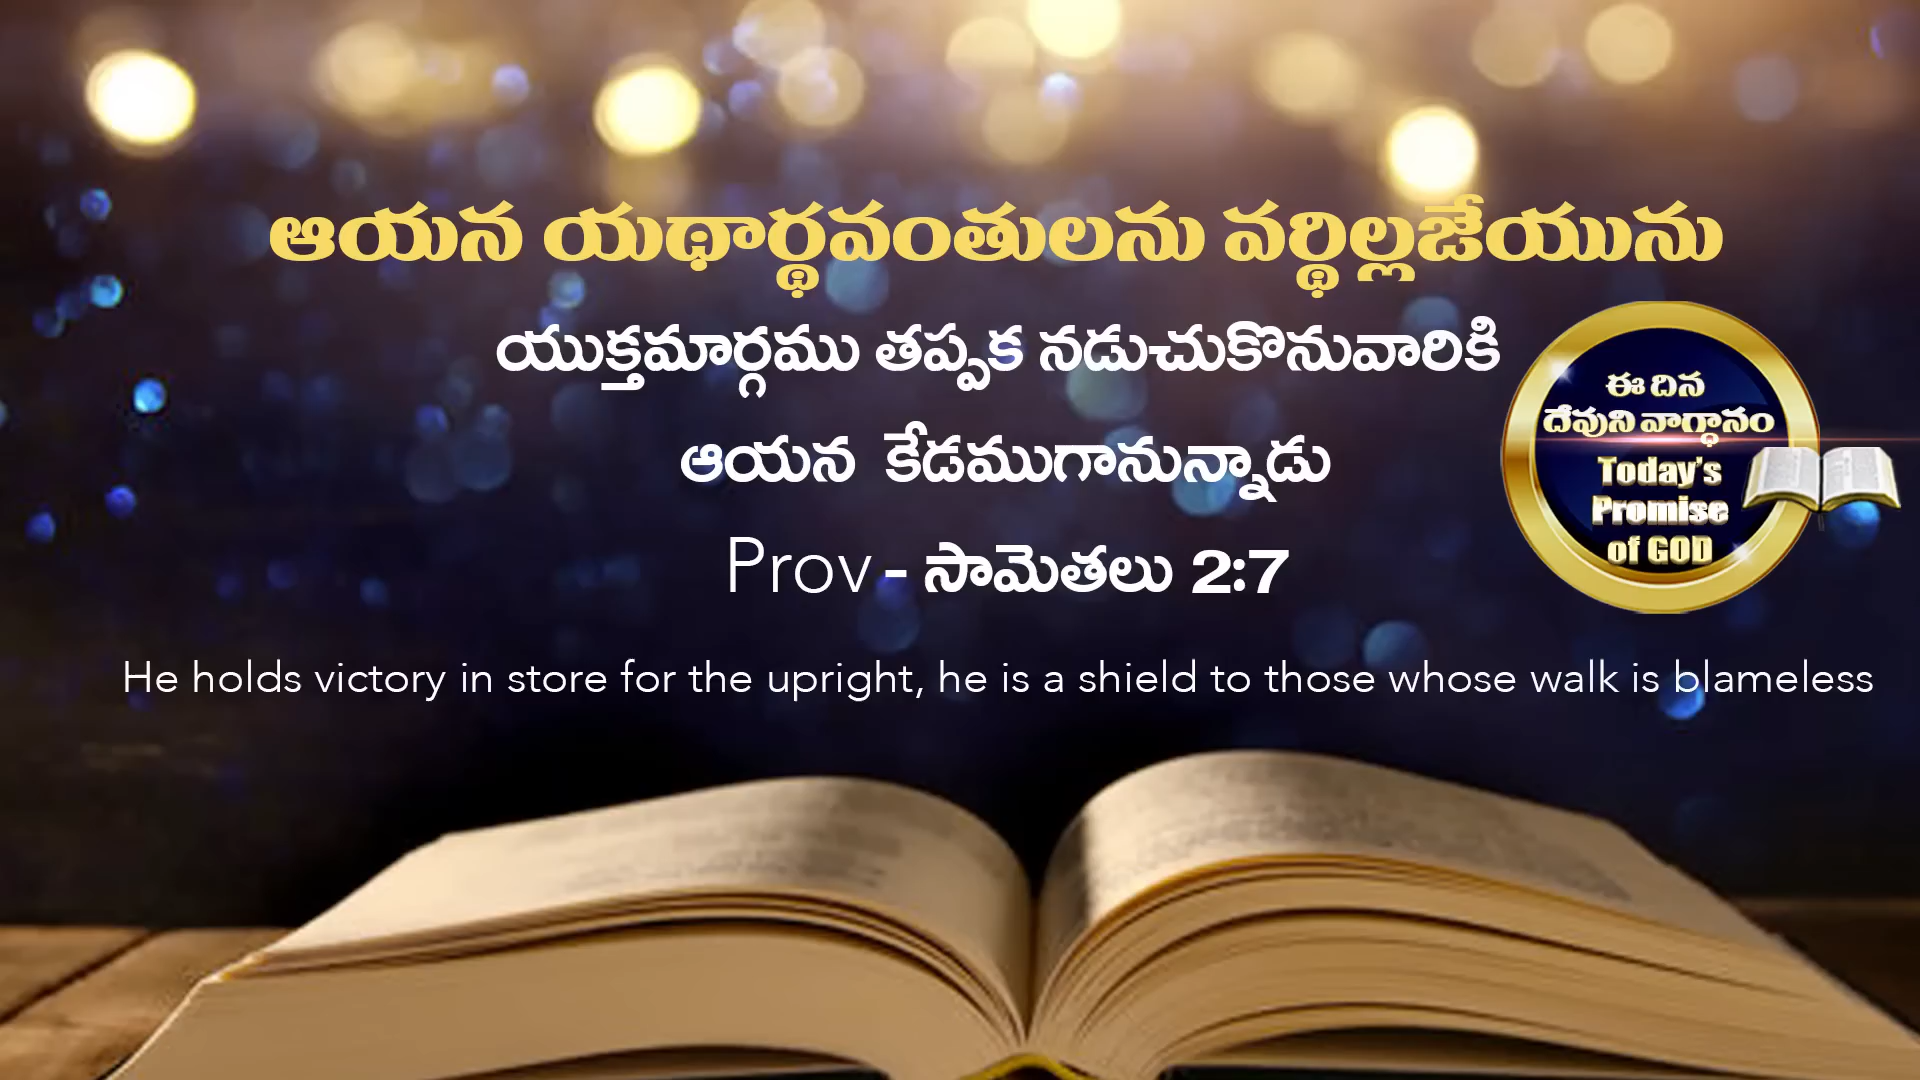 ఆయన యథార్థవంతులను వర్థిల్లజేయును
యుక్తమార్గము తప్పక నడుచుకొనువారికి
ఆయన కేడముగానున్నాడు
Prov - సామెతలు 2:7
He holds victory in store for the upright, he is a shield to those whose walk is blameless
ఈ దిన
దేవుని వాగ్ధానం
Today's
Promise
of GOD